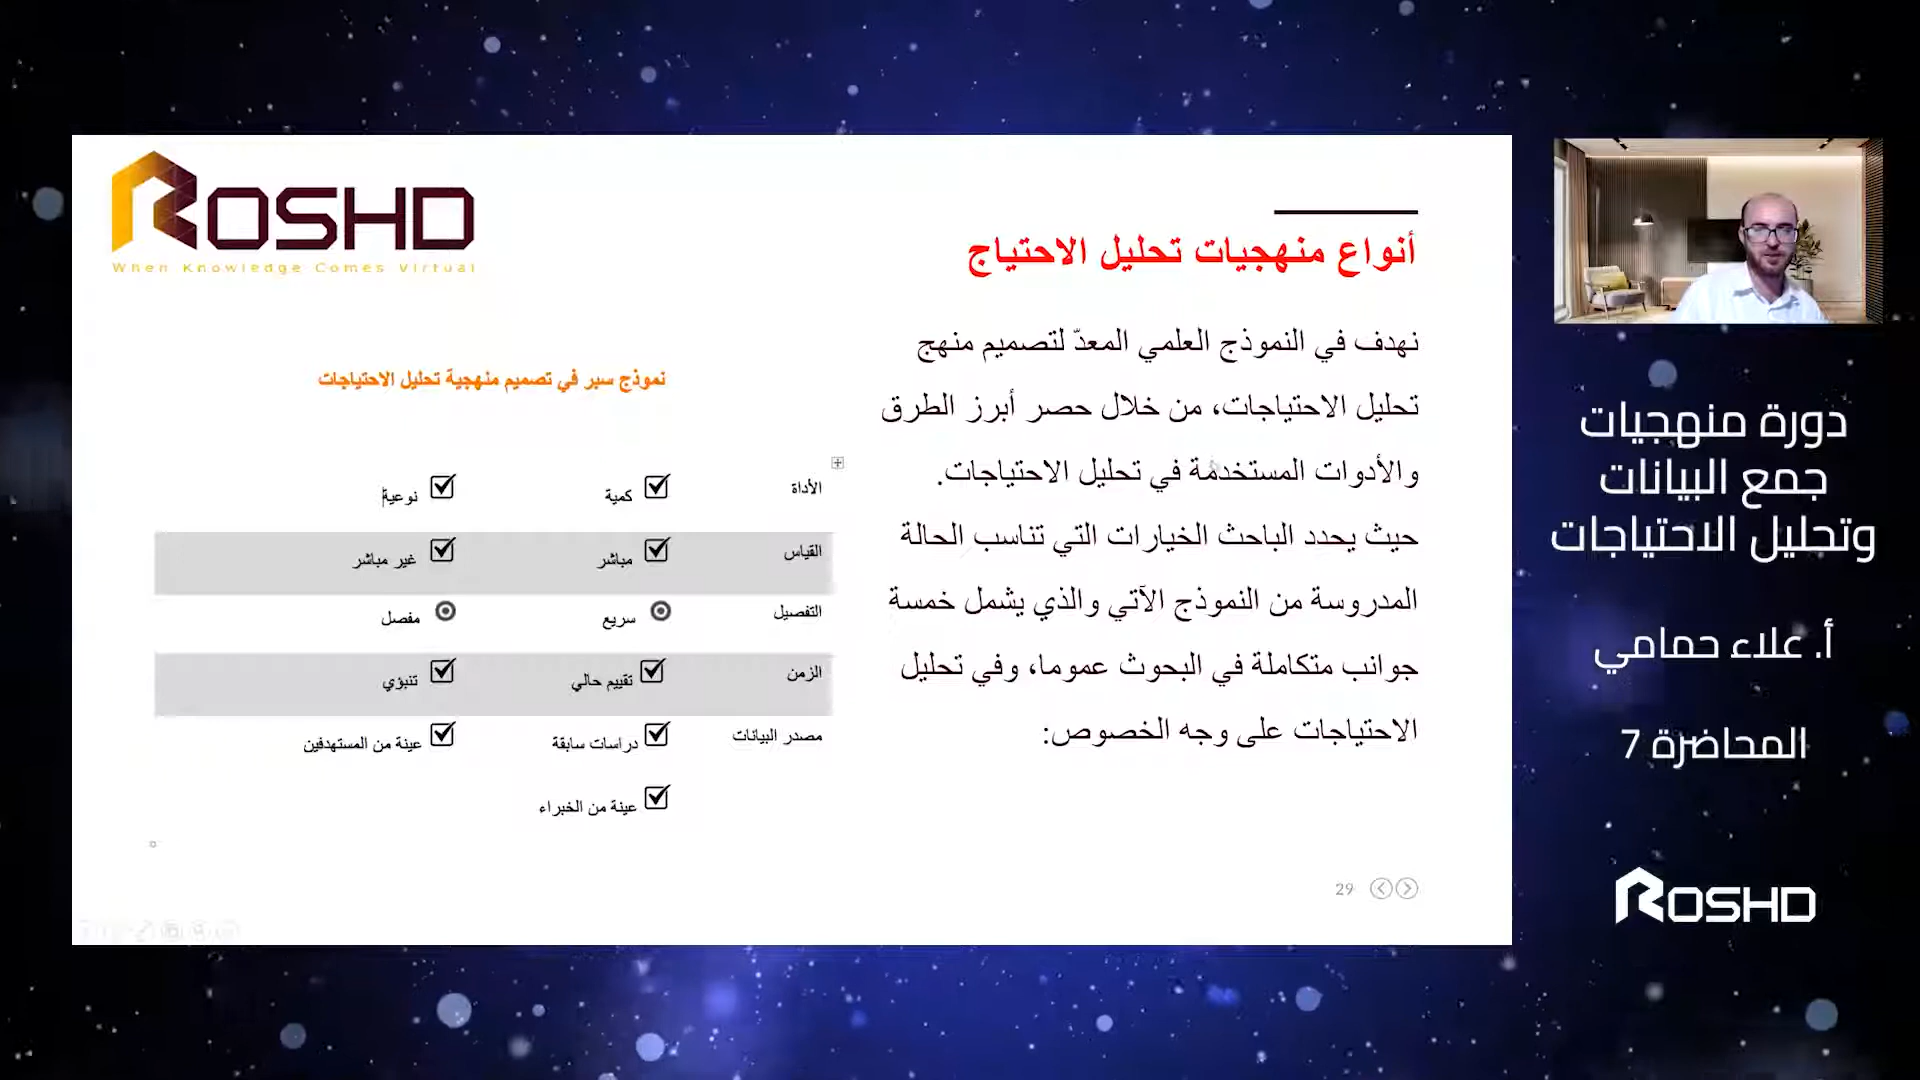 ROSHD
When Knowledge Comes Virtual
أنواع منهجيات تحليل الاحتياج
نهدف في النموذج العلمي المعدّ لتصميم منهج
تحليل الاحتياجات، من خلال حصر أبرز الطرق
والأدوات المستخدمة في تحليل الاحتياجات.
حيث يحدد الباحث الخيارات التي تناسب الحالة
المدروسة من النموذج الآتي والذي يشمل خمسة
جوانب متكاملة في البحوث عموما، وفي تحليل
الاحتياجات على وجه الخصوص:
نموذج سبر في تصميم منهجية تحليل الاحتياجات
الأداة كمية نوعية
القياس مباشر غير مباشر
التفصيل سريع مفصل
الزمن تقييم حالي تنبؤي
مصدر البيانات دراسات سابقة عينة من المستهدفين
عينة من الخبراء
29
دورة منهجيات
جمع البيانات
وتحليل الاحتياجات
أ. علاء حمامي
المحاضرة 7
ROSHD